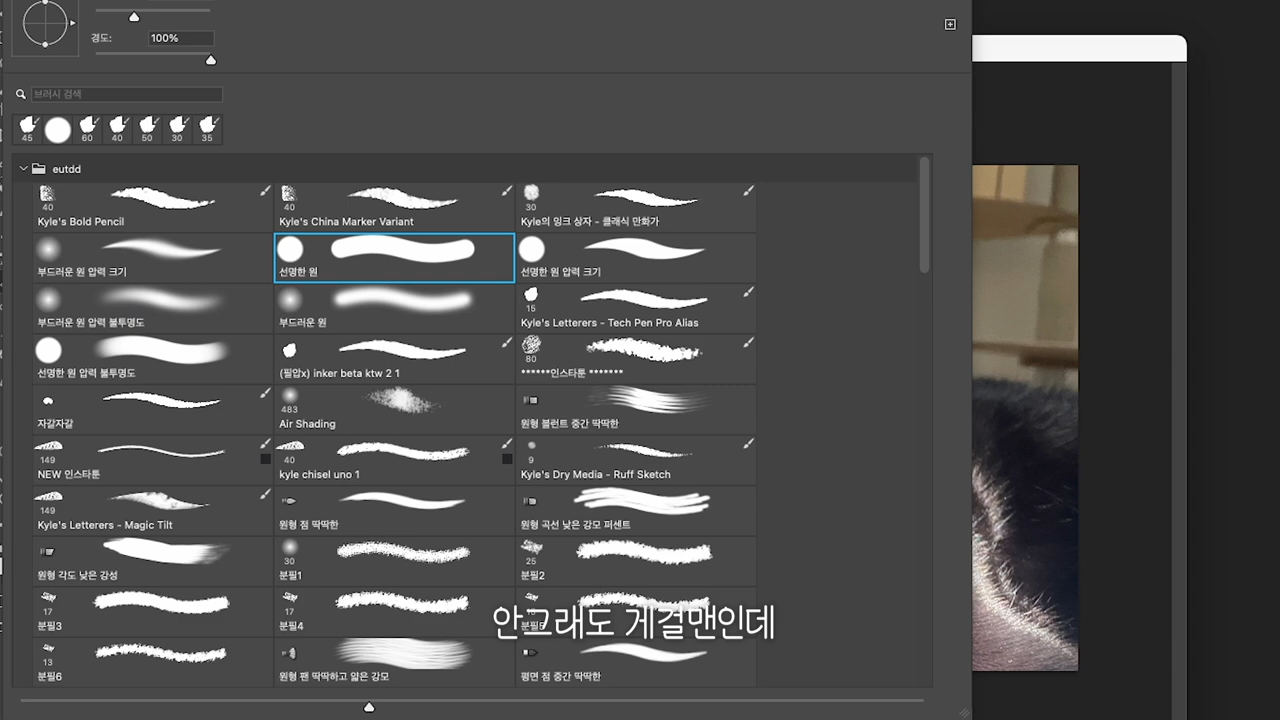 경도:
100%
브러시 검색
45
60
40
50
30
35
eutdd
40
40
30
Kyle's Bold Pencil
Kyle's China Marker Variant
Kyle의 잉크 상자 - 클래식 만화가
부드러운 원 압력 크기
선명한 원
선명한 원 압력 크기
15
부드러운 원 압력 불투명도
부드러운 원
Kyle's Letterers - Tech Pen Pro Alias
80
선명한 원 압력 불투명도
(필압x) inker beta ktw 2 1
******인스타툰 *******
483
자갈자갈
Air Shading
원형 블런트 중간 딱딱한
149
40
9
NEW 인스타툰
kyle chisel uno 1
Kyle's Dry Media - Ruff Sketch
149
Kyle's Letterers - Magic Tilt
원형 점 딱딱한
원형 곡선 낮은 강모 퍼센트
30
25
원형 각도 낮은 강성
분필1
분필2
17
17
분필3
분필4
안그래도 게걸맨인데
13
분필6
원형 팬 딱딱하고 얇은 강모
평면 점 중간 딱딱한